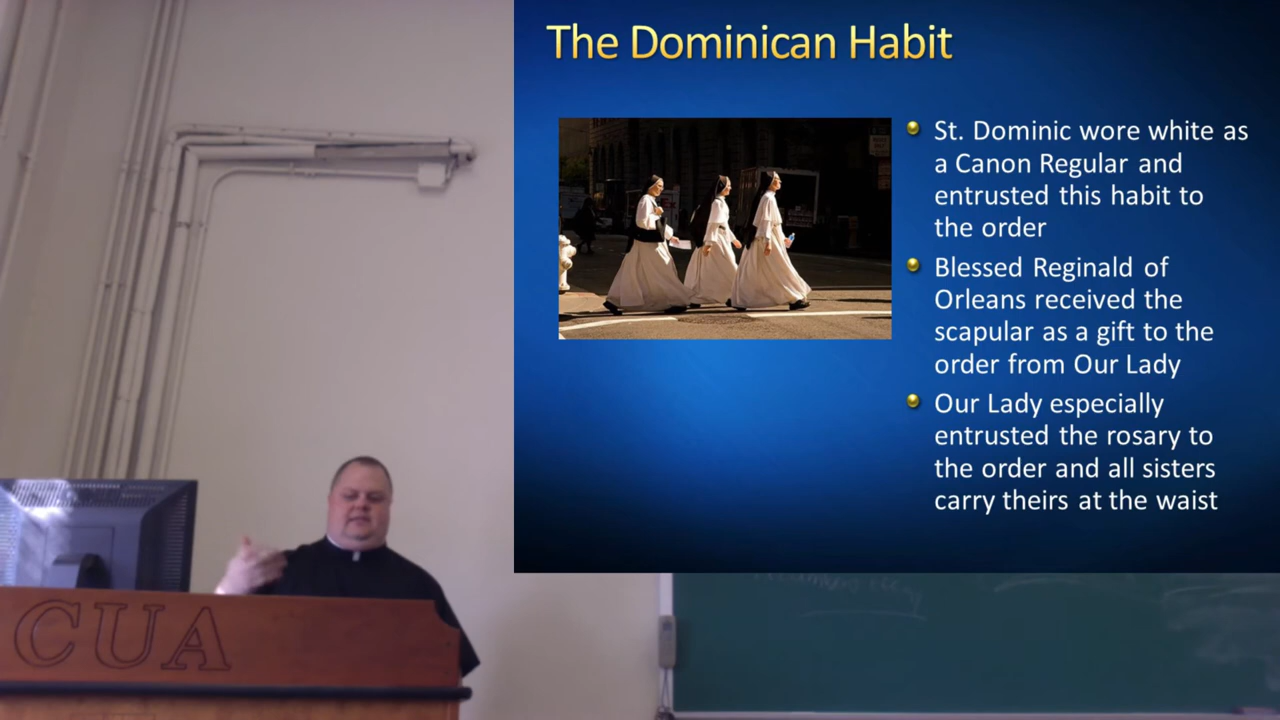 The Dominican Habit
St. Dominic wore white as
a Canon Regular and
entrusted this habit to
the order
Blessed Reginald of
Orleans received the
scapular as a gift to the
order from Our Lady
Our Lady especially
entrusted the rosary to
the order and all sisters
carry theirs at the waist
CUA